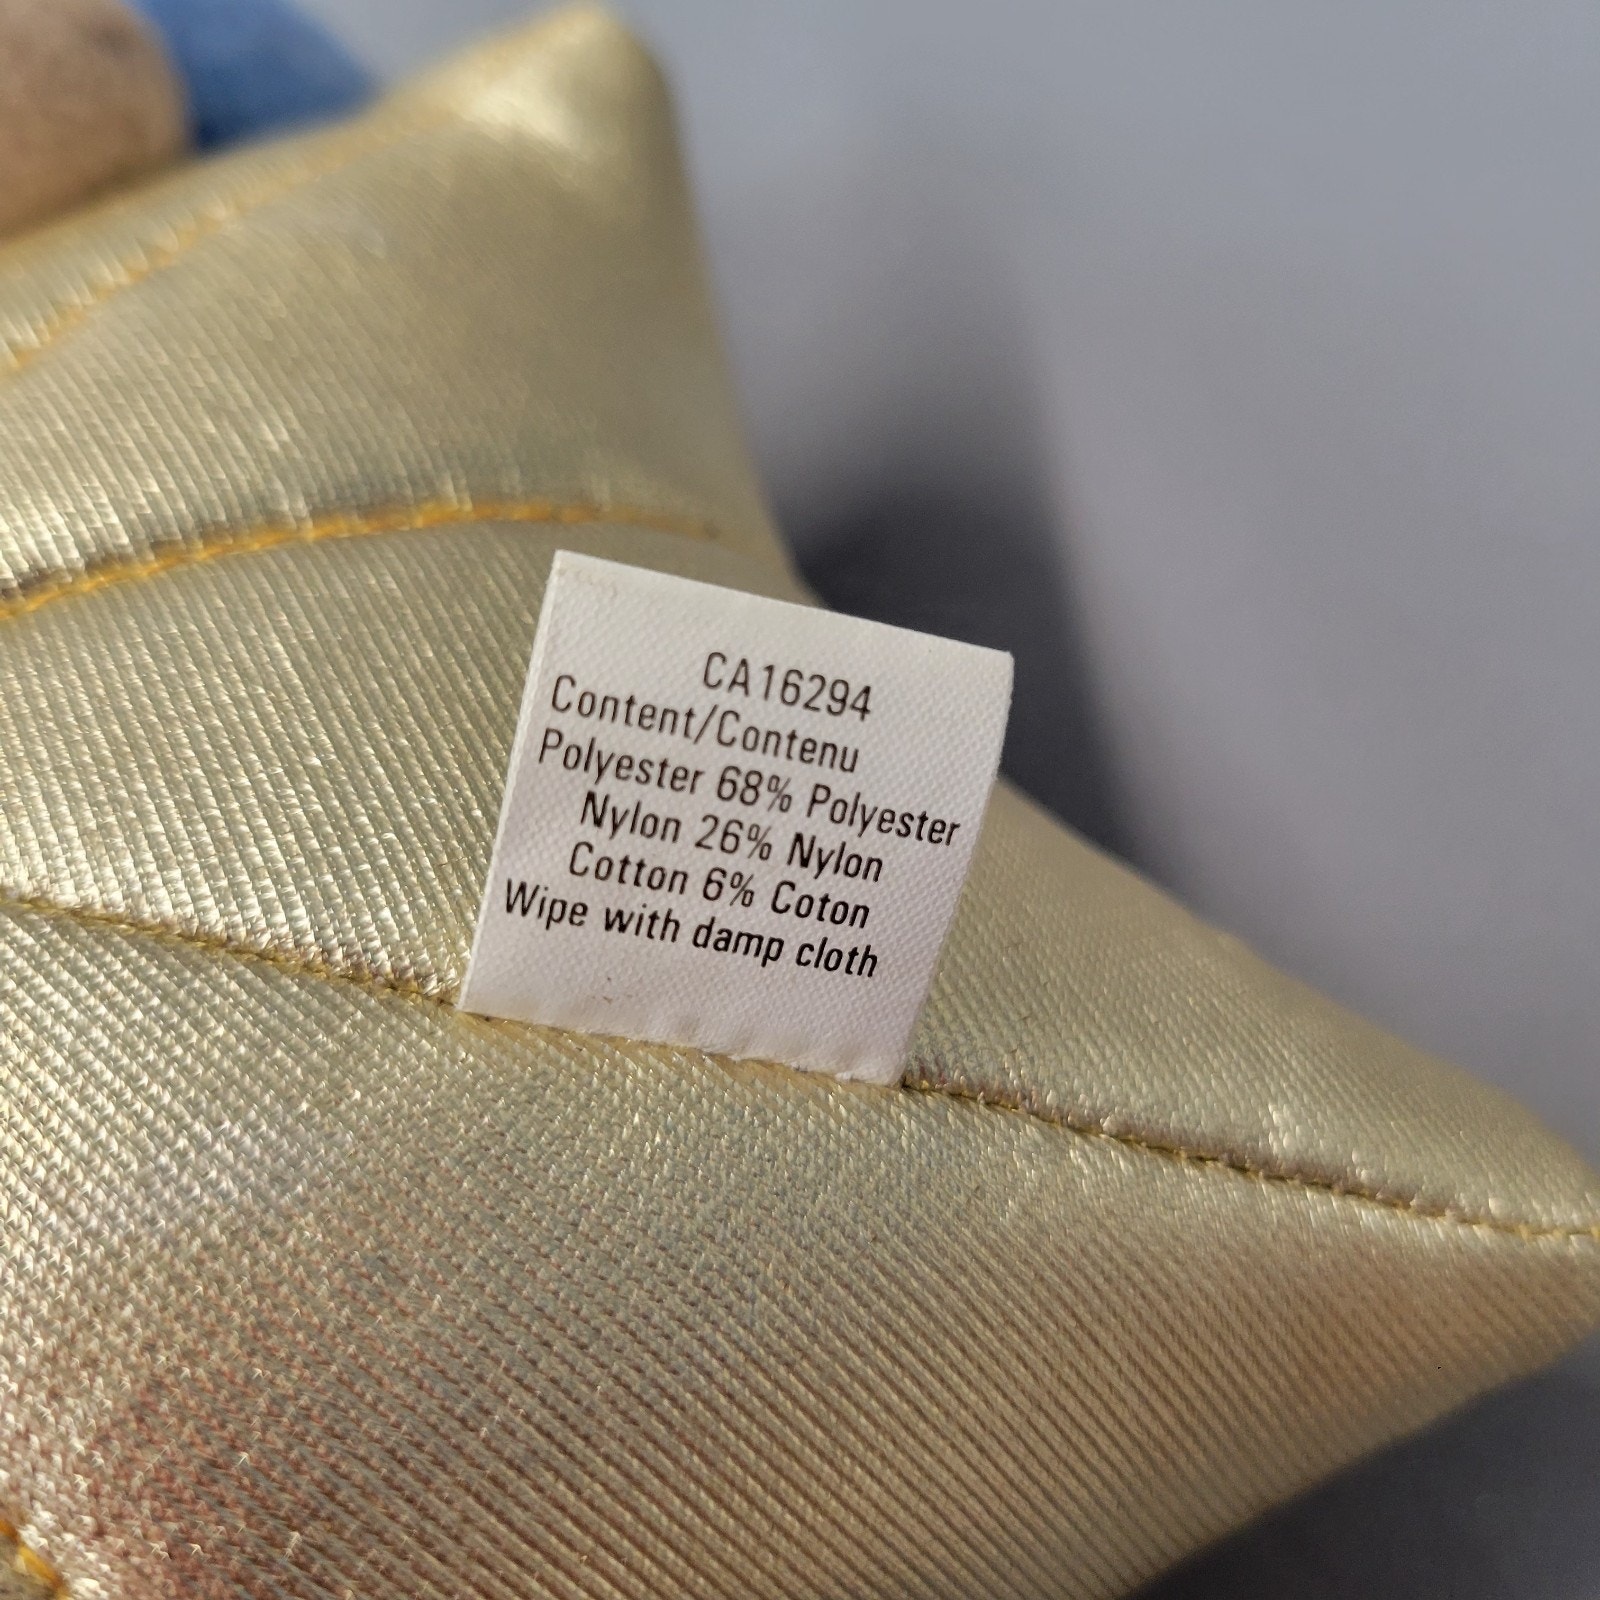 CA16294
Content/Contenu
Polyester 68% Polyester
Nylon 26% Nylon
Cotton 6% Coton
Wipe with damp cloth